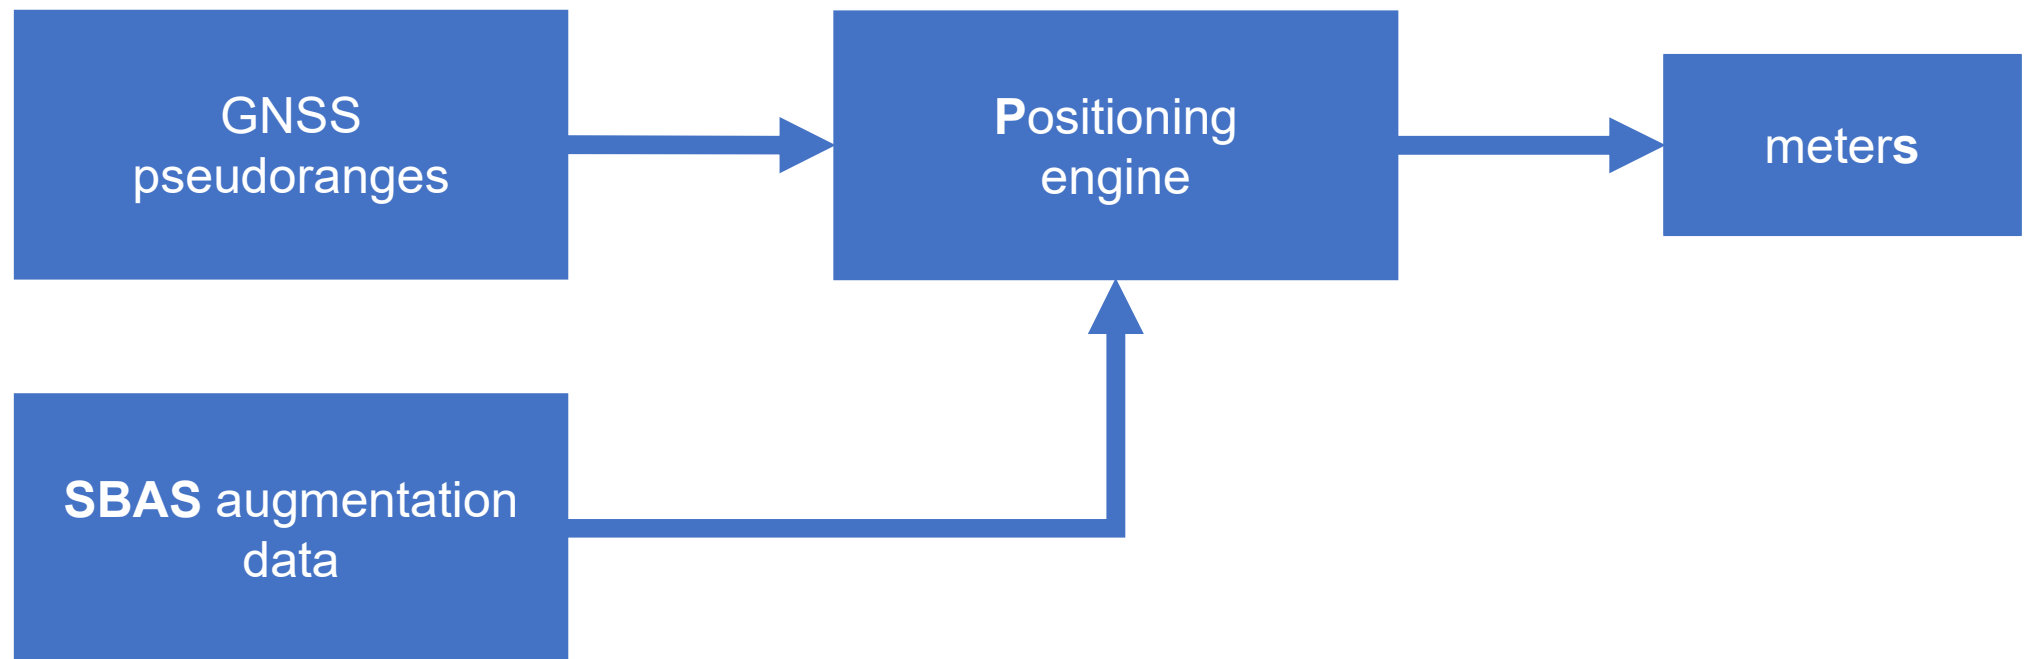 GNSS
pseudoranges
Positioning
engine
meters
SBAS augmentation
data